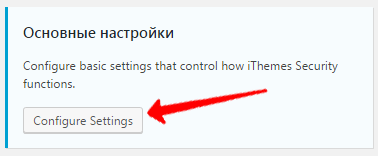 Основные настройки
Configure basic settings that control how iThemes Security
functions.
Configure Settings